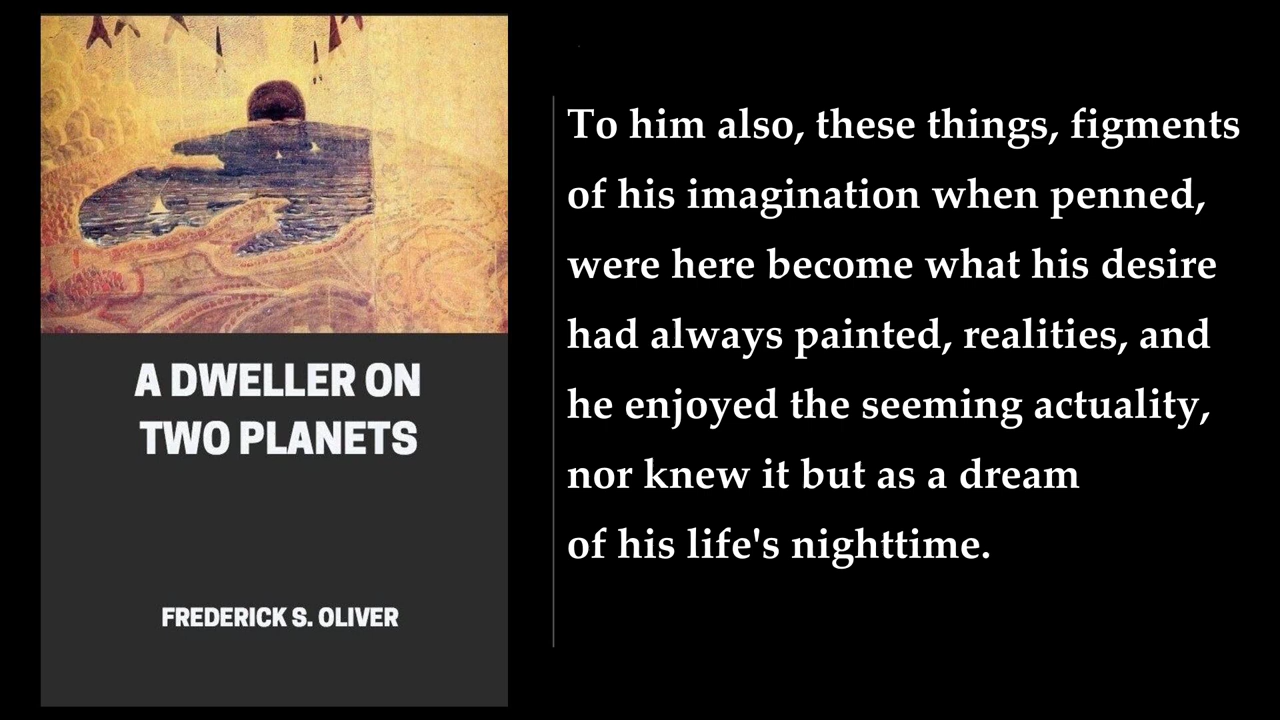 A DWELLER ON
TWO PLANETS
FREDERICK S. OLIVER
To him also, these things, figments
of his imagination when penned,
were here become what his desire
had always painted, realities, and
he enjoyed the seeming actuality,
nor knew it but as a dream
of his life's nighttime.